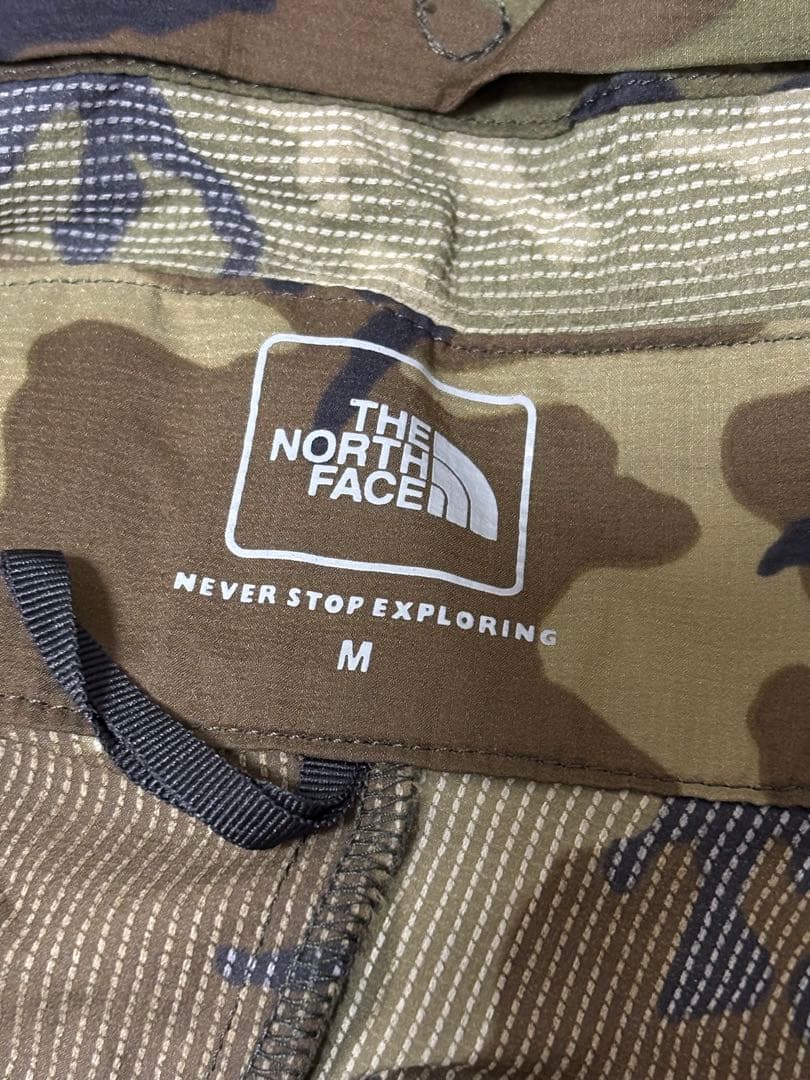 THE
NORTH
FACE
NEVER STOP EXPLORING
M